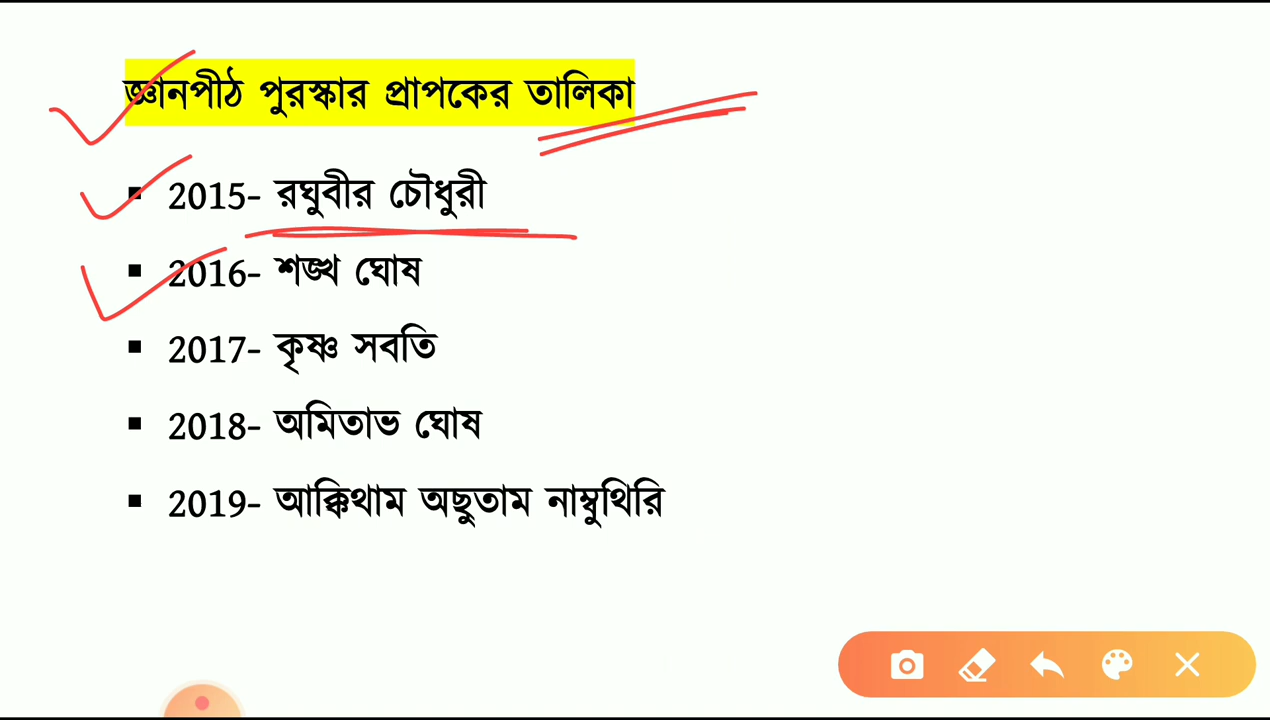 জ্ঞানপীঠ পুরস্কার প্রাপকের তালিকা
▪ 2015- রঘুবীর চৌধুরী
▪ 2016- শঙ্খ ঘোষ
▪ 2017- কৃষ্ণ সবতি
▪ 2018- অমিতাভ ঘোষ
▪ 2019- আক্কিথাম অছুতাম নাম্বুথিরি